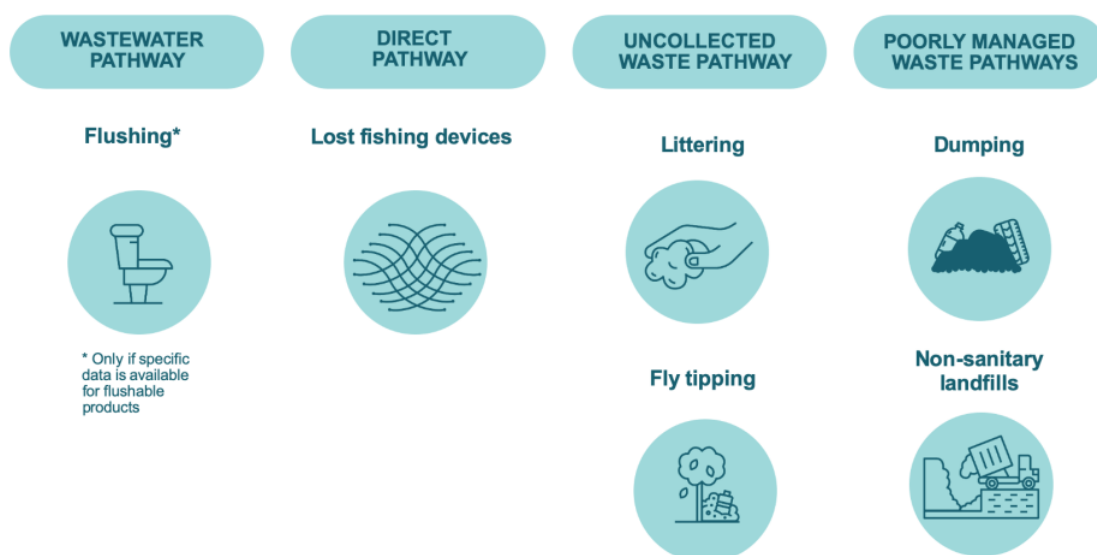 WASTEWATER
PATHWAY
Flushing*
* Only if specific
data is available
for flushable
products
DIRECT
PATHWAY
Lost fishing devices
UNCOLLECTED
WASTE PATHWAY
Littering
Fly tipping
POORLY MANAGED
WASTE PATHWAYS
Dumping
Non-sanitary
landfills